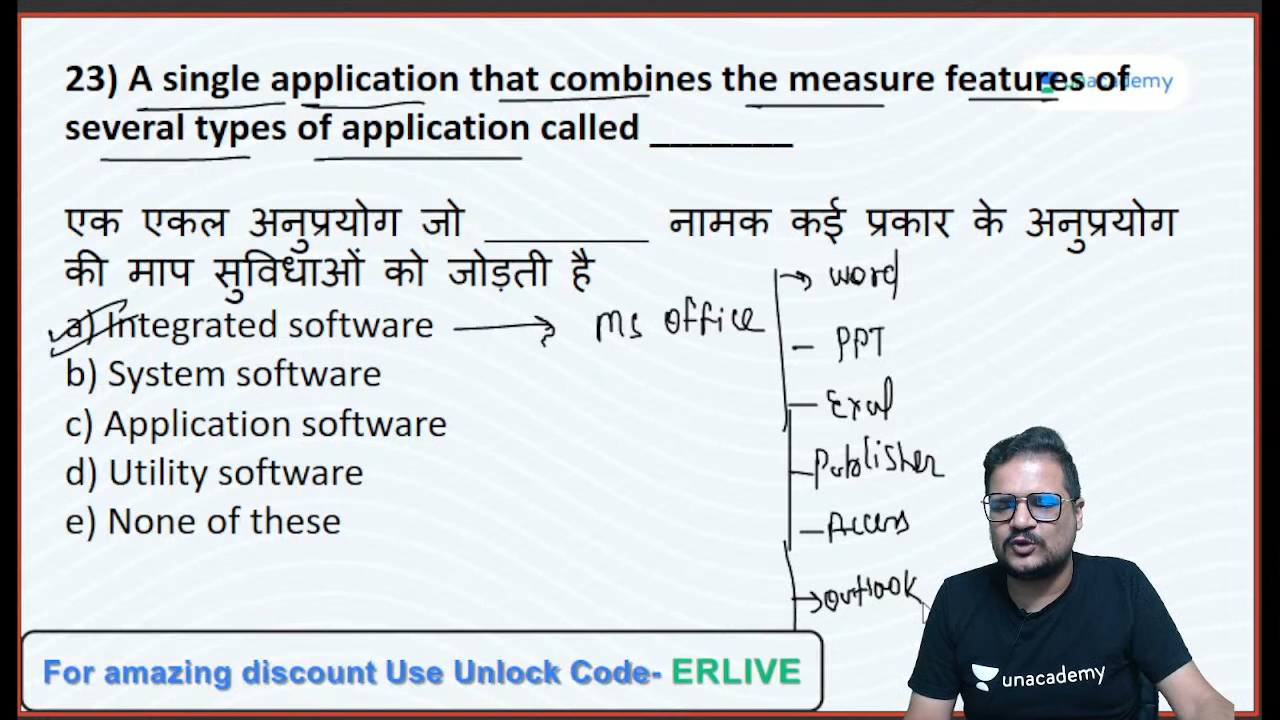 23) A single application that combines the measure features of
unacademy
several types of application called _______
एक एकल अनुप्रयोग जो ________ नामक कई प्रकार के अनुप्रयोग
की माप सुविधाओं को जोड़ती है
a) Integrated software
Ms office
word
PPT
Exal
Publisher
Access
outlook
b) System software
c) Application software
d) Utility software
e) None of these
For amazing discount Use Unlock Code- ERLIVE
unacademy